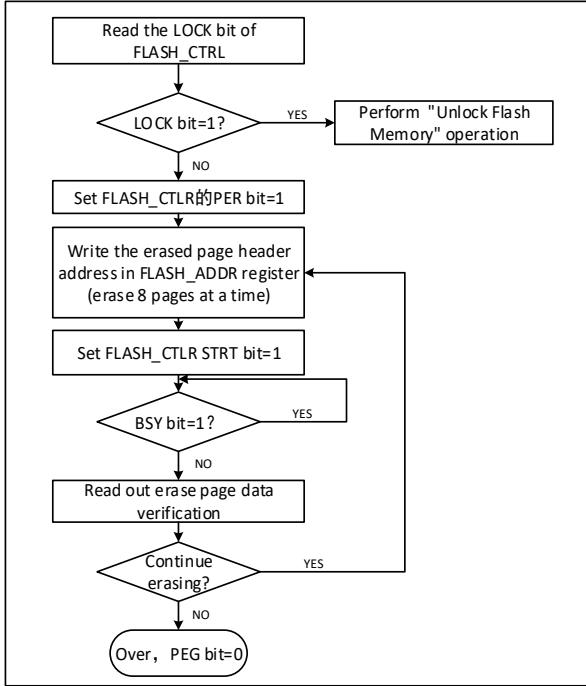 Read the LOCK bit of
FLASH_CTRL
LOCK bit=1?
YES
Perform "Unlock Flash
Memory" operation
NO
Set FLASH_CTLR的PER bit=1
Write the erased page header
address in FLASH_ADDR register
(erase 8 pages at a time)
Set FLASH_CTLR STRT bit=1
BSY bit=1?
YES
NO
Read out erase page data
verification
Continue
erasing?
YES
NO
Over，PEG bit=0